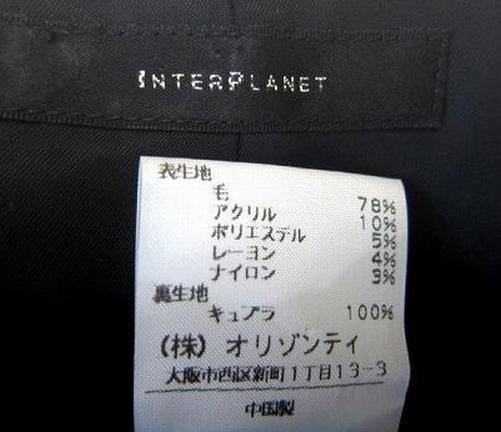 INTERPLANET
表生地
毛 78%
アクリル 10%
ポリエステル 5%
レーヨン 4%
ナイロン 3%
裏生地
キュプラ 100%
(株) オリゾンティ
大阪市西区新町1丁目13-3
中国製